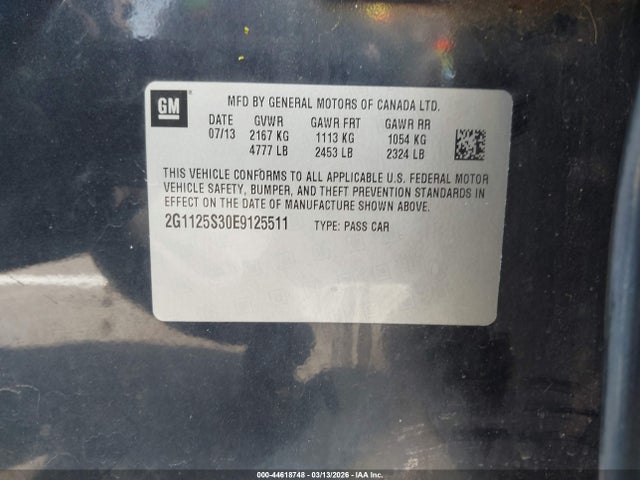 GM
MFD BY GENERAL MOTORS OF CANADA LTD.
DATE GVWR GAWR FRT GAWR RR
07/13 2167 KG 1113 KG 1054 KG
4777 LB 2453 LB 2324 LB
THIS VEHICLE CONFORMS TO ALL APPLICABLE U.S. FEDERAL MOTOR
VEHICLE SAFETY, BUMPER, AND THEFT PREVENTION STANDARDS IN
EFFECT ON THE DATE OF MANUFACTURE SHOWN ABOVE.
2G1125S30E9125511 TYPE: PASS CAR
000-44618748 - 03/13/2026 - IAA Inc.